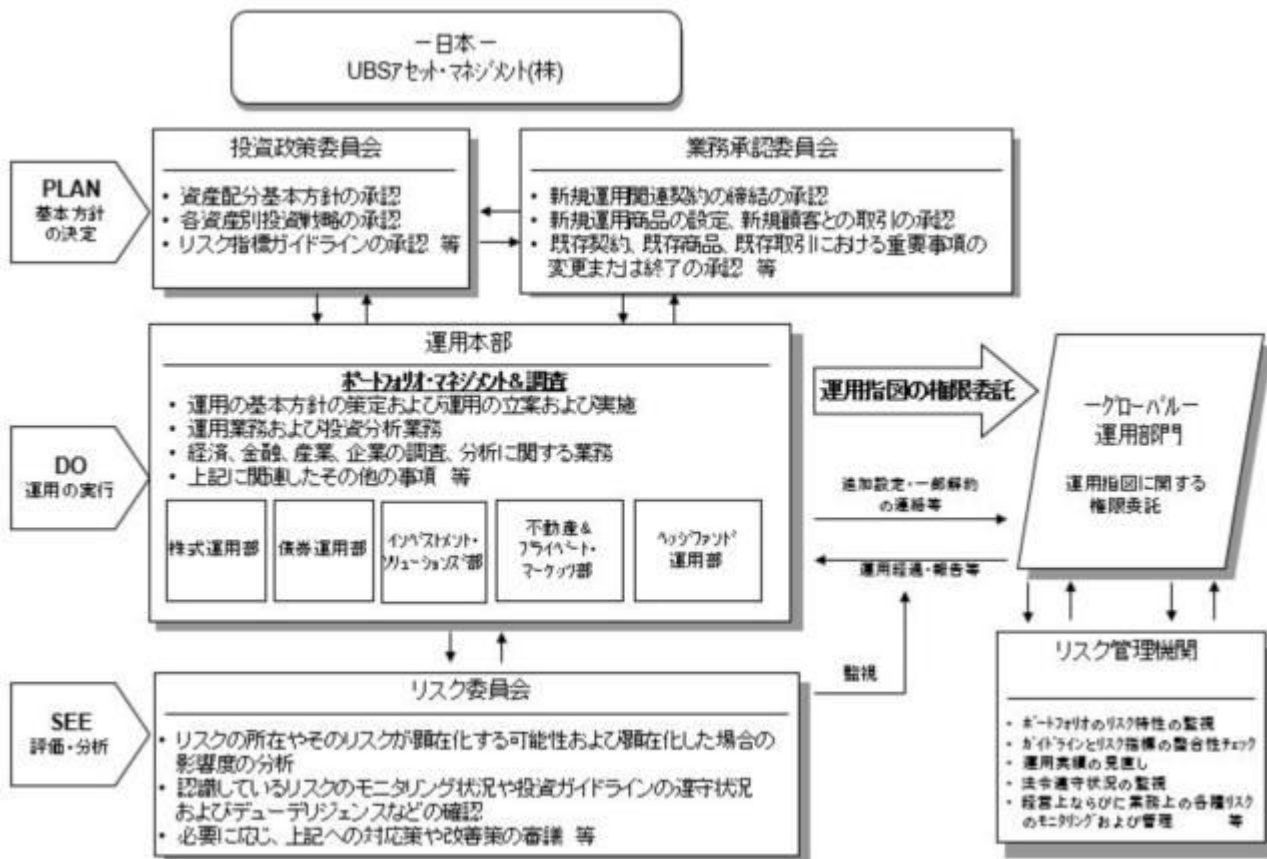 －日本－
UBSアセット・マネジメント(株)
投資政策委員会
・ 資産配分基本方針の承認
・ 各資産別投資戦略の承認
・ リスク指標ガイドラインの承認 等
業務承認委員会
・ 新規運用関連契約の締結の承認
・ 新規運用商品の設定、新規顧客との取引の承認
・ 既存契約、既存商品、既存取引における重要事項の
変更または終了の承認 等
PLAN
基本方針
の決定
運用本部
ポートフォリオ・マネジメント&調査
・ 運用の基本方針の策定および運用の立案および実施
・ 運用業務および投資分析業務
・ 経済、金融、産業、企業の調査、分析に関する業務
・ 上記に関連したその他の事項 等
DO
運用の実行
株式運用部
債券運用部
インベストメント・
ソリューションズ部
不動産&
プライベート・
マーケッツ部
ヘッジファンド
運用部
運用指図の権限委託
－グローバル－
運用部門
運用指図に関する
権限委託
追加設定・一部解約
の連絡等
運用経過・報告等
監視
SEE
評価・分析
リスク委員会
・ リスクの所在やそのリスクが顕在化する可能性および顕在化した場合の
影響度の分析
・ 認識しているリスクのモニタリング状況や投資ガイドラインの遵守状況
およびデューデリジェンスなどの確認
・ 必要に応じ、上記への対応策や改善策の審議 等
リスク管理機関
・ ポートフォリオのリスク特性の監視
・ ガイドラインとリスク指標の整合性チェック
・ 運用実績の見直し
・ 法令遵守状況の監視
・ 経営上ならびに業務上の各種リスク
のモニタリングおよび管理 等